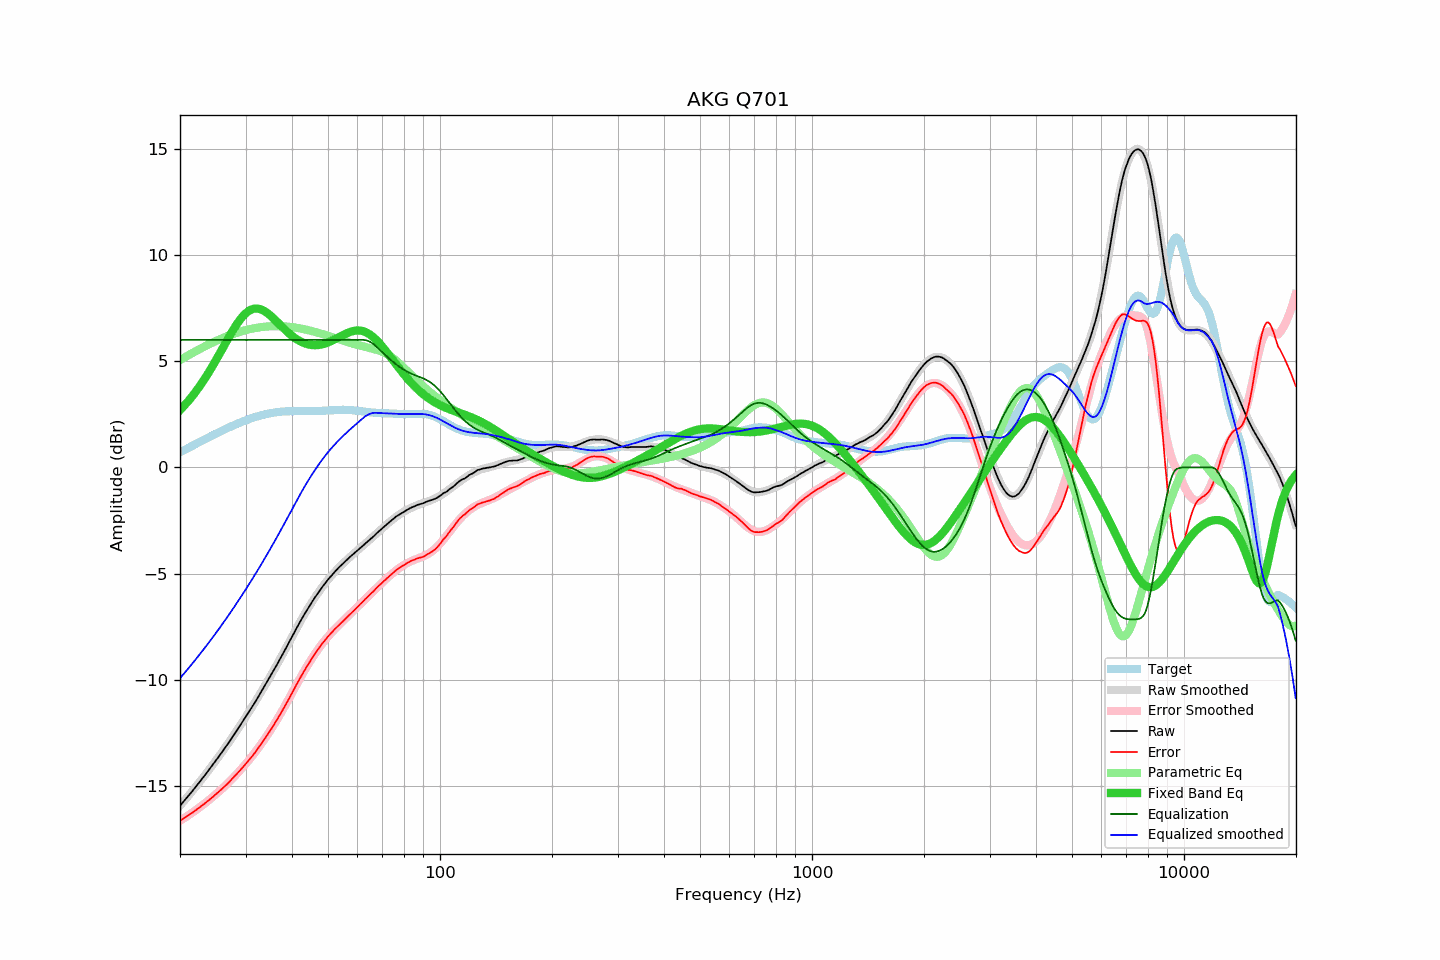 AKG Q701
Amplitude (dBr)
15
10
5
0
−5
−10
−15
100
1000
10000
Frequency (Hz)
Target
Raw Smoothed
Error Smoothed
Raw
Error
Parametric Eq
Fixed Band Eq
Equalization
Equalized smoothed